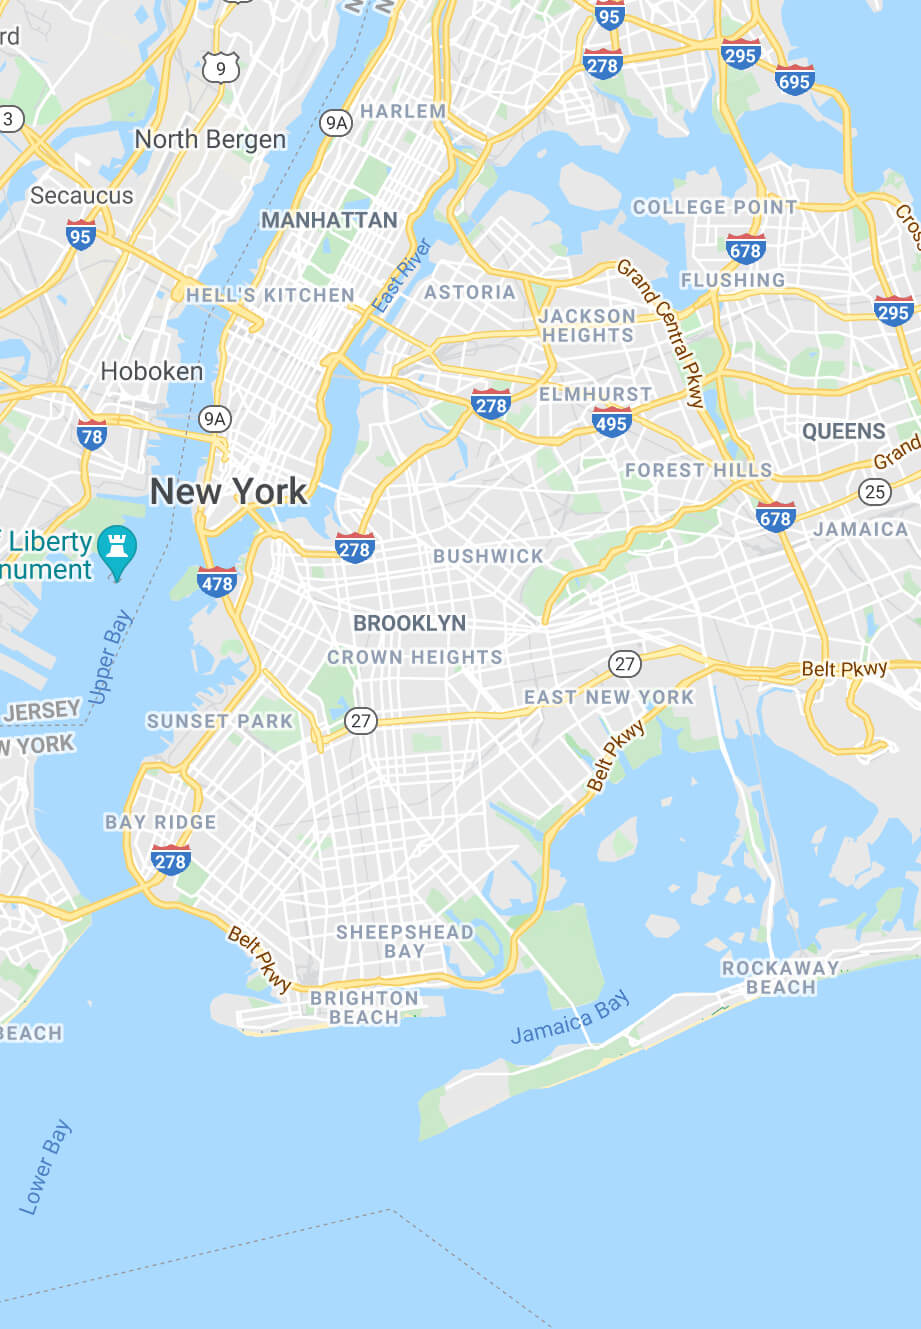 rd
9
95
278
295
695
3
9A
HARLEM
North Bergen
Secaucus
MANHATTAN
COLLEGE POINT
95
678
Cros
East River
FLUSHING
Grand Central Pkwy
HELL'S KITCHEN
ASTORIA
295
JACKSON
HEIGHTS
Hoboken
ELMHURST
278
9A
495
78
QUEENS
Grand
FOREST HILLS
New York
25
678
JAMAICA
Liberty
nument
278
BUSHWICK
478
BROOKLYN
Upper Bay
CROWN HEIGHTS
27
Belt Pkwy
EAST NEW YORK
JERSEY
W YORK
SUNSET PARK
27
Belt Pkwy
BAY RIDGE
278
Belt Pkwy
SHEEPSHEAD
BAY
ROCKAWAY
BEACH
BRIGHTON
BEACH
Jamaica Bay
BEACH
Lower Bay